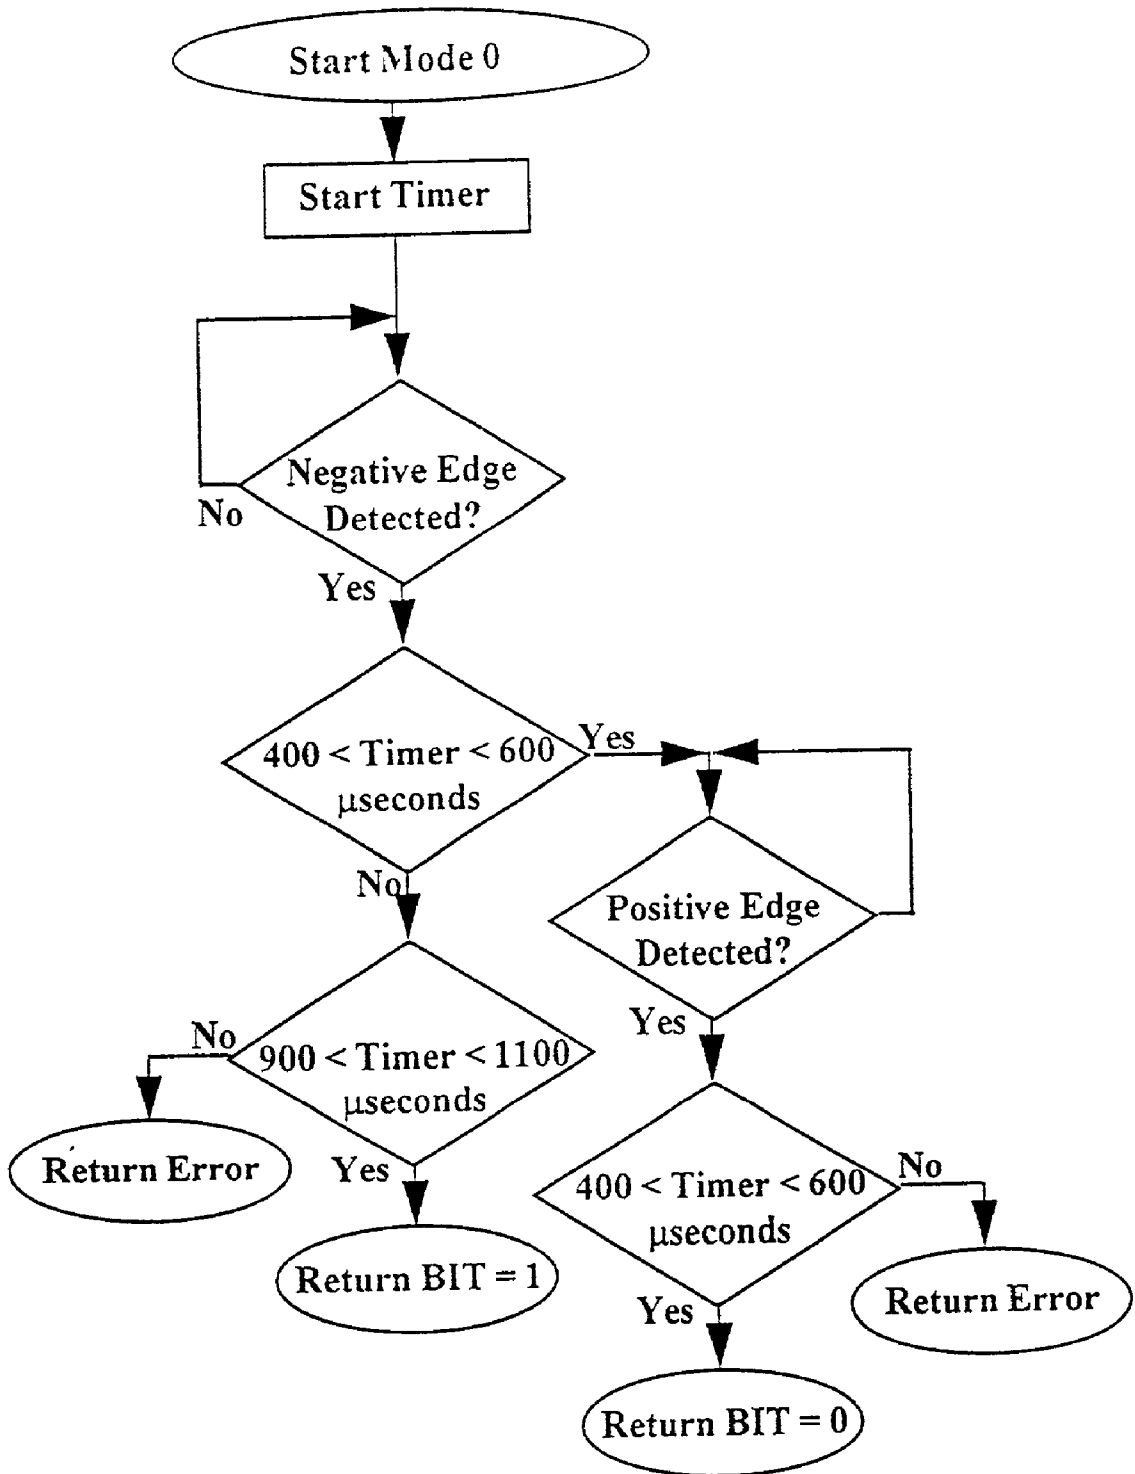 Start Mode 0
Start Timer
Negative Edge
Detected?
No
Yes
400 < Timer < 600
µseconds
Yes
No
Positive Edge
Detected?
Yes
No
900 < Timer < 1100
µseconds
Return Error
Yes
Return BIT = 1
400 < Timer < 600
µseconds
No
Return Error
Yes
Return BIT = 0